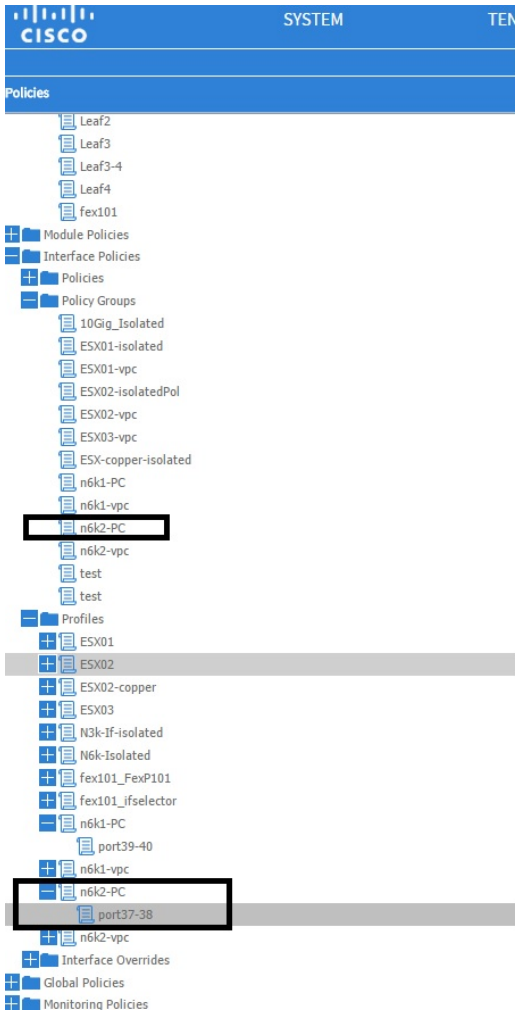 CISCO
SYSTEM
TEN
Policies
Leaf2
Leaf3
Leaf3-4
Leaf4
fex101
Module Policies
Interface Policies
Policies
Policy Groups
10Gig_Isolated
ESX01-isolated
ESX01-vpc
ESX02-isolatedPol
ESX02-vpc
ESX03-vpc
ESX-copper-isolated
n6k1-PC
n6k1-vpc
n6k2-PC
n6k2-vpc
test
test
Profiles
ESX01
ESX02
ESX02-copper
ESX03
N3k-If-isolated
N6k-Isolated
fex101_FexP101
fex101_ifselector
n6k1-PC
port39-40
n6k1-vpc
n6k2-PC
port37-38
n6k2-vpc
Interface Overrides
Global Policies
Monitoring Policies